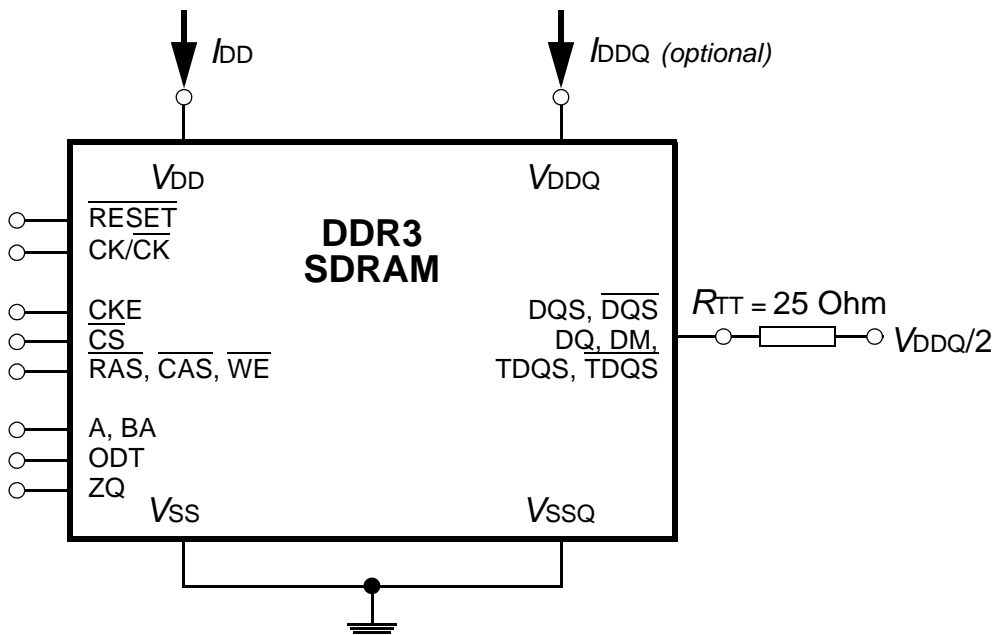 IDD
IDDQ (optional)
VDD
VDDQ
RESET
CK/CK
DDR3
SDRAM
CKE
CS
RAS, CAS, WE
DQS, DQS
DQ, DM,
TDQS, TDQS
RTT = 25 Ohm
VDDQ/2
A, BA
ODT
ZQ
VSS
VSSQ